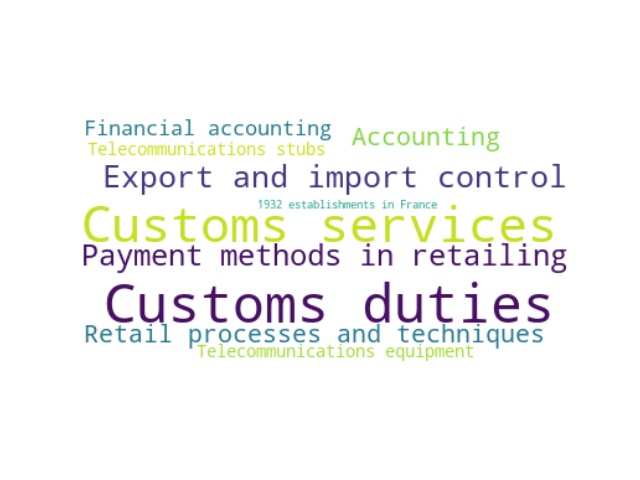 Financial accounting
Accounting
Telecommunications stubs
Export and import control
1932 establishments in France
Customs services
Payment methods in retailing
Customs duties
Retail processes and techniques
Telecommunications equipment